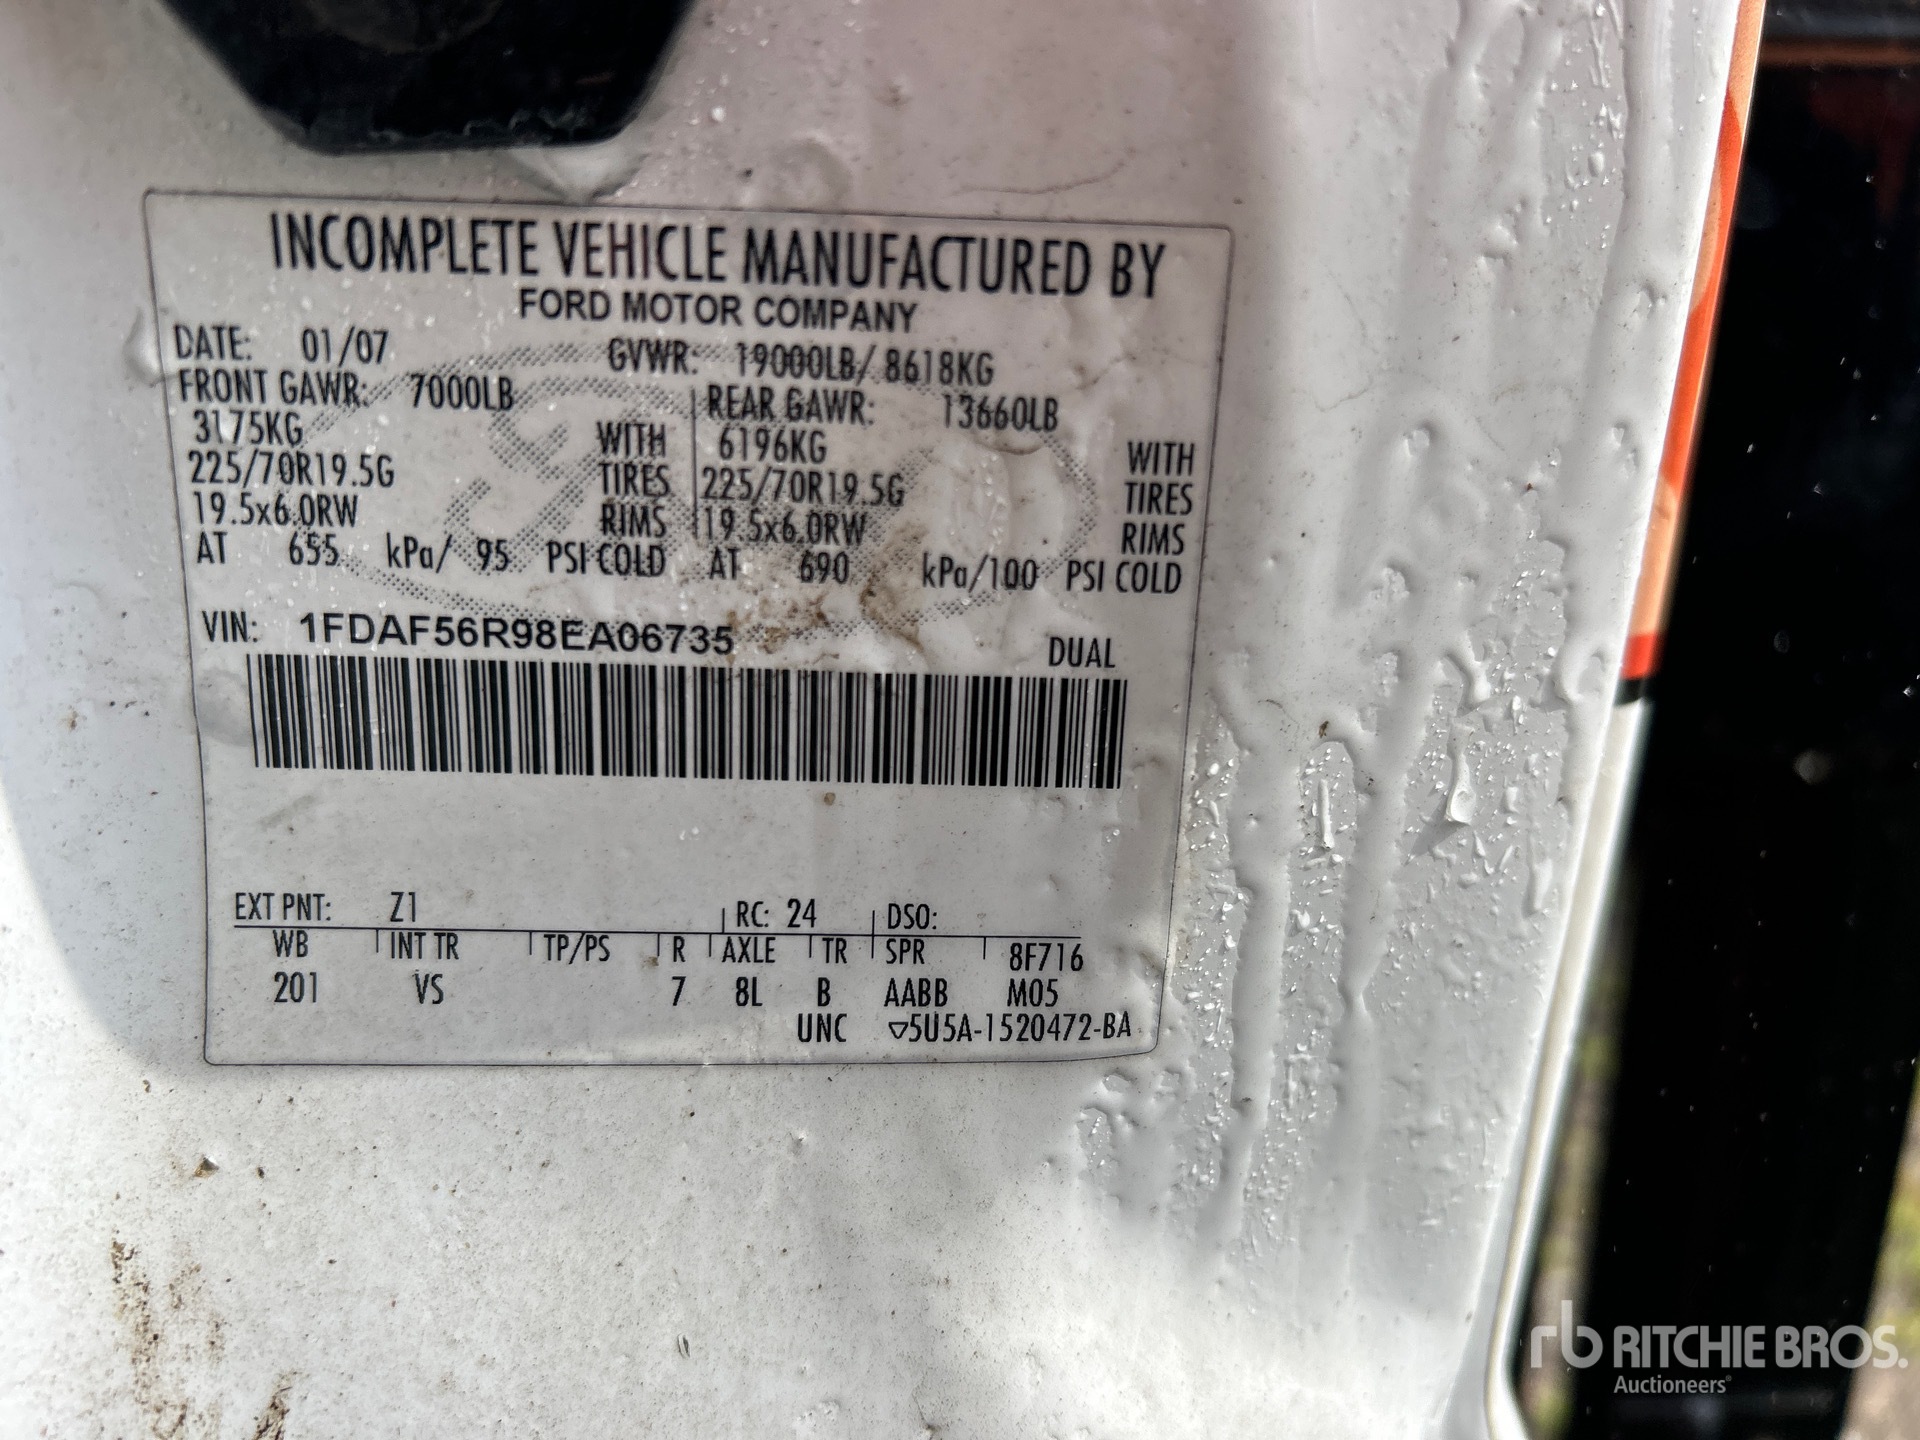 INCOMPLETE VEHICLE MANUFACTURED BY
FORD MOTOR COMPANY
DATE: 01/07 GVWR: 19000LB/ 8618KG
FRONT GAWR: 7000LB REAR GAWR: 13660LB
3175KG WITH 6196KG WITH
225/70R19.5G TIRES 225/70R19.5G TIRES
19.5x6.0RW RIMS 19.5x6.0RW RIMS
AT 655 kPa/ 95 PSI COLD AT 690 kPa/100 PSI COLD
VIN: 1FDAF56R98EA06735 DUAL
EXT PNT: Z1 RC: 24 DSO:
WB INT TR TP/PS R AXLE TR SPR 8F716
201 VS 7 8L B AABB M05
UNC ▽5U5A-1520472-BA
rb RITCHIE BROS.
Auctioneers